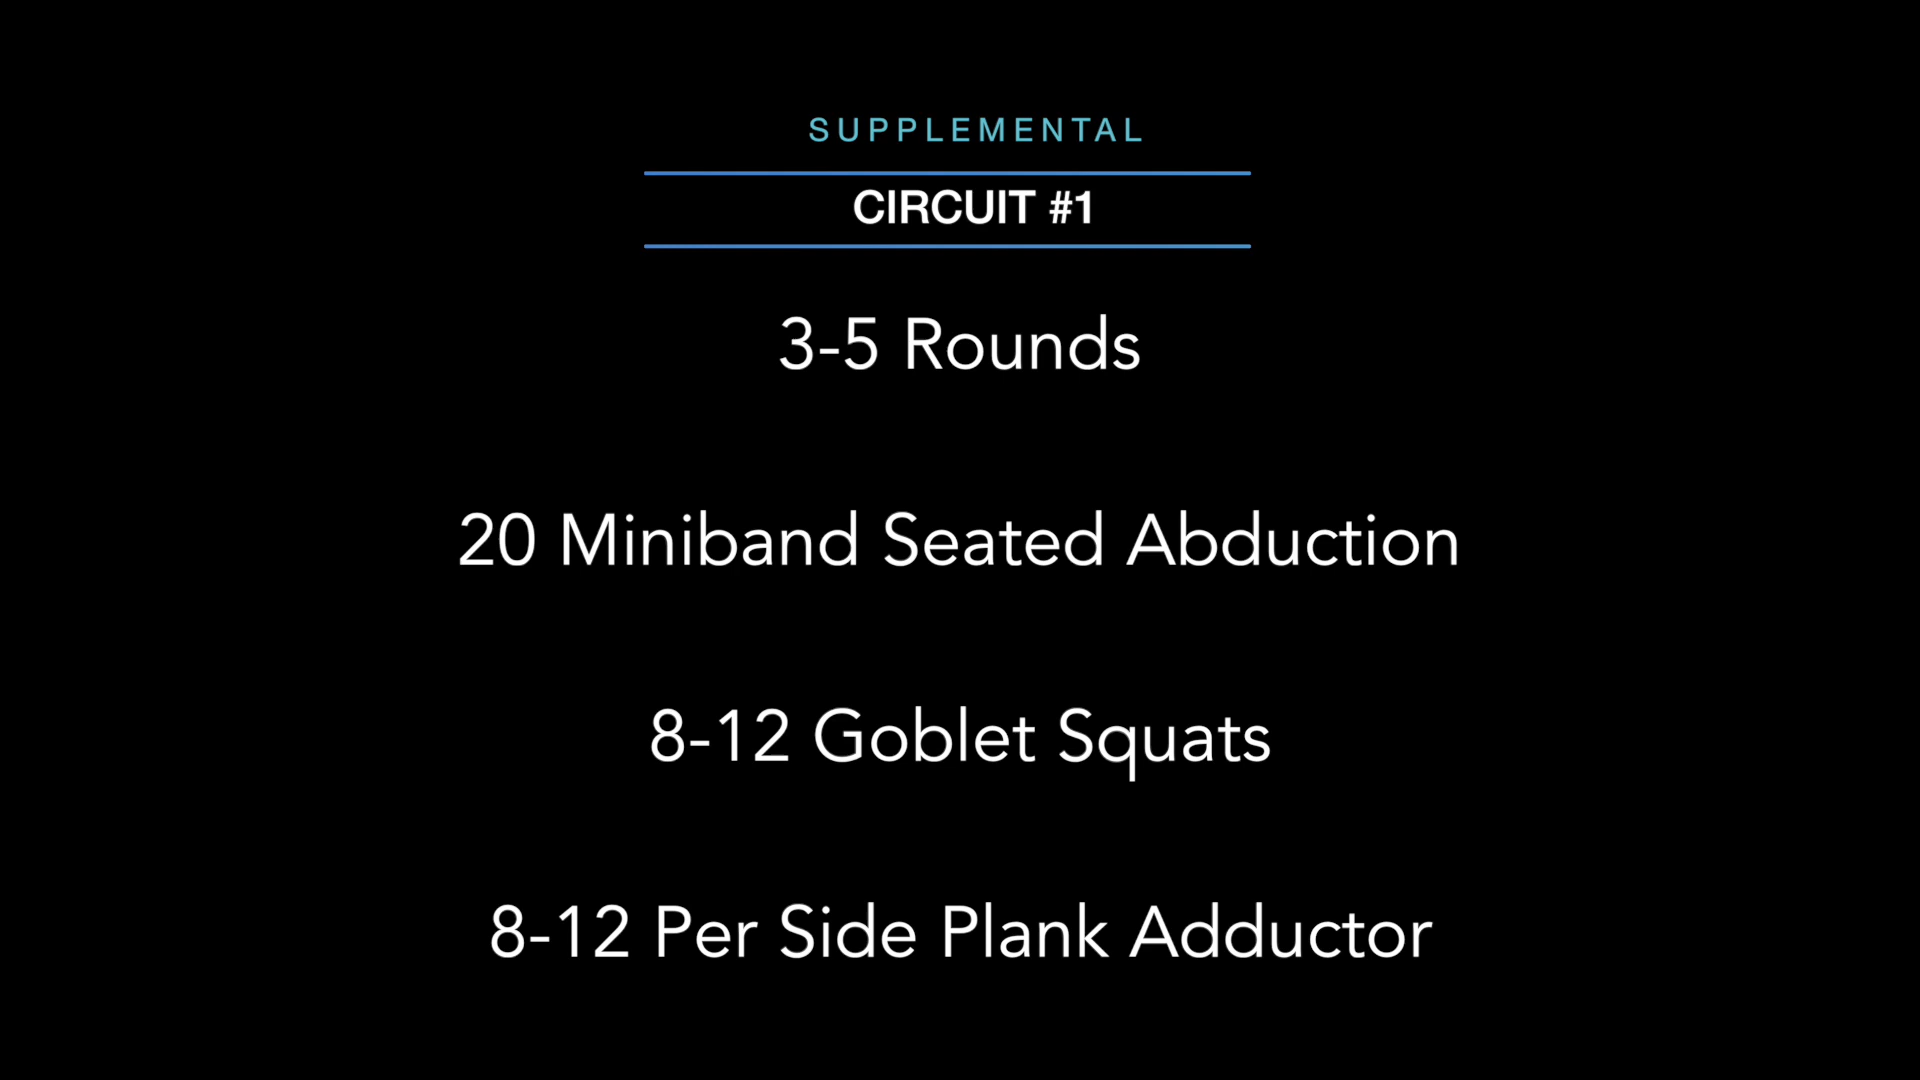 SUPPLEMENTAL
CIRCUIT #1
3-5 Rounds
20 Miniband Seated Abduction
8-12 Goblet Squats
8-12 Per Side Plank Adductor